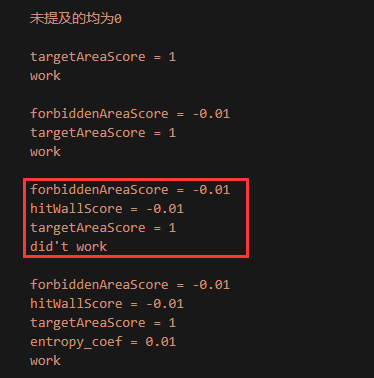 未提及的均为0
targetAreaScore = 1
work
forbiddenAreaScore = -0.01
targetAreaScore = 1
work
forbiddenAreaScore = -0.01
hitWallScore = -0.01
targetAreaScore = 1
did't work
forbiddenAreaScore = -0.01
hitWallScore = -0.01
targetAreaScore = 1
entropy_coef = 0.01
work